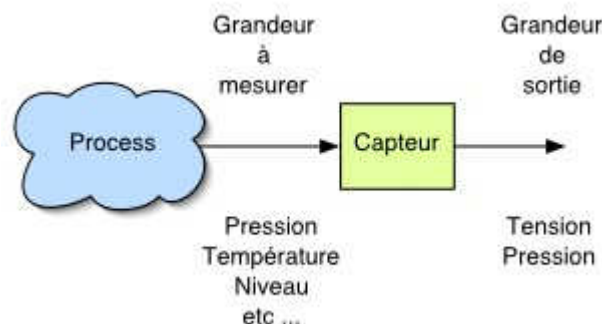 Grandeur
à
mesurer
Grandeur
de
sortie
Process
Capteur
Pression
Température
Niveau
etc ...
Tension
Pression